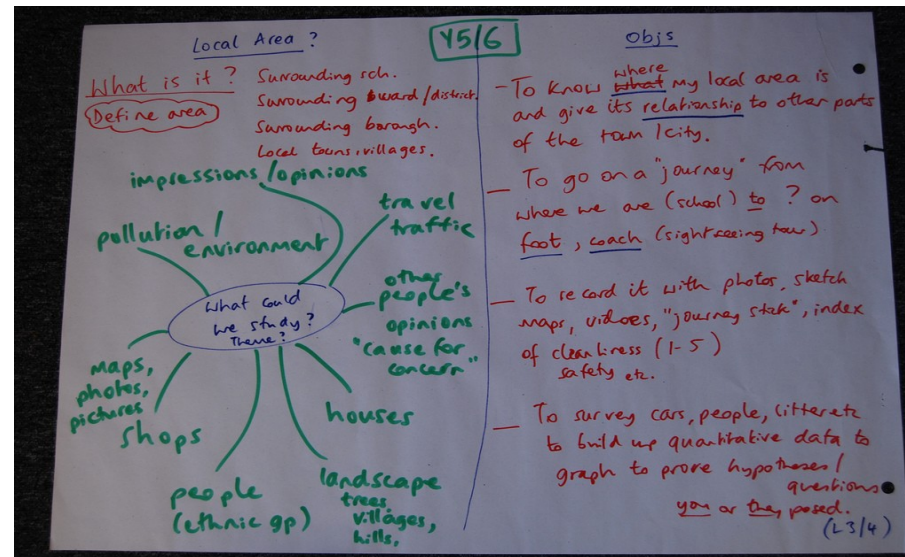 Local Area ?
Y5/6
What is it ?
Define area
Surrounding sch.
Surrounding ward/district.
Surrounding borough.
Local towns, villages.
impressions/opinions
travel
traffic
pollution/
environment
other
people's
opinions
"cause for
concern"
What could
we study?
Theme?
maps,
photos,
pictures
shops
houses
people
(ethnic gp)
landscape
trees,
villages,
hills,
Objs
- To know where what my local area is
and give its relationship to other parts
of the town / city.
- To go on a "journey" from
where we are (school) to ? on
foot, coach (sightseeing tour)
- To record it with photos, sketch
maps, vidoes, "journey stick", index
of cleanliness (1-5)
safety etc.
- To survey cars, people, litter etc
to build up quantitative data to
graph to prove hypotheses/
questions
you or they posed.
(L3/4)